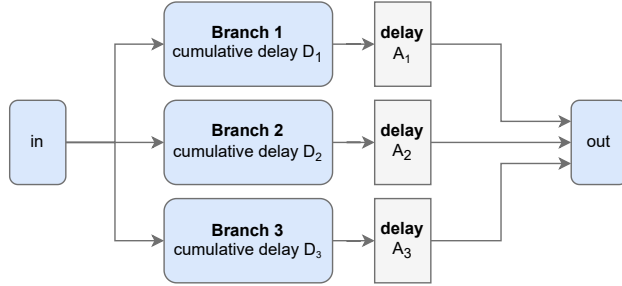 Branch 1
cumulative delay D₁
delay
A₁
in
Branch 2
cumulative delay D₂
delay
A₂
out
Branch 3
cumulative delay D₃
delay
A₃